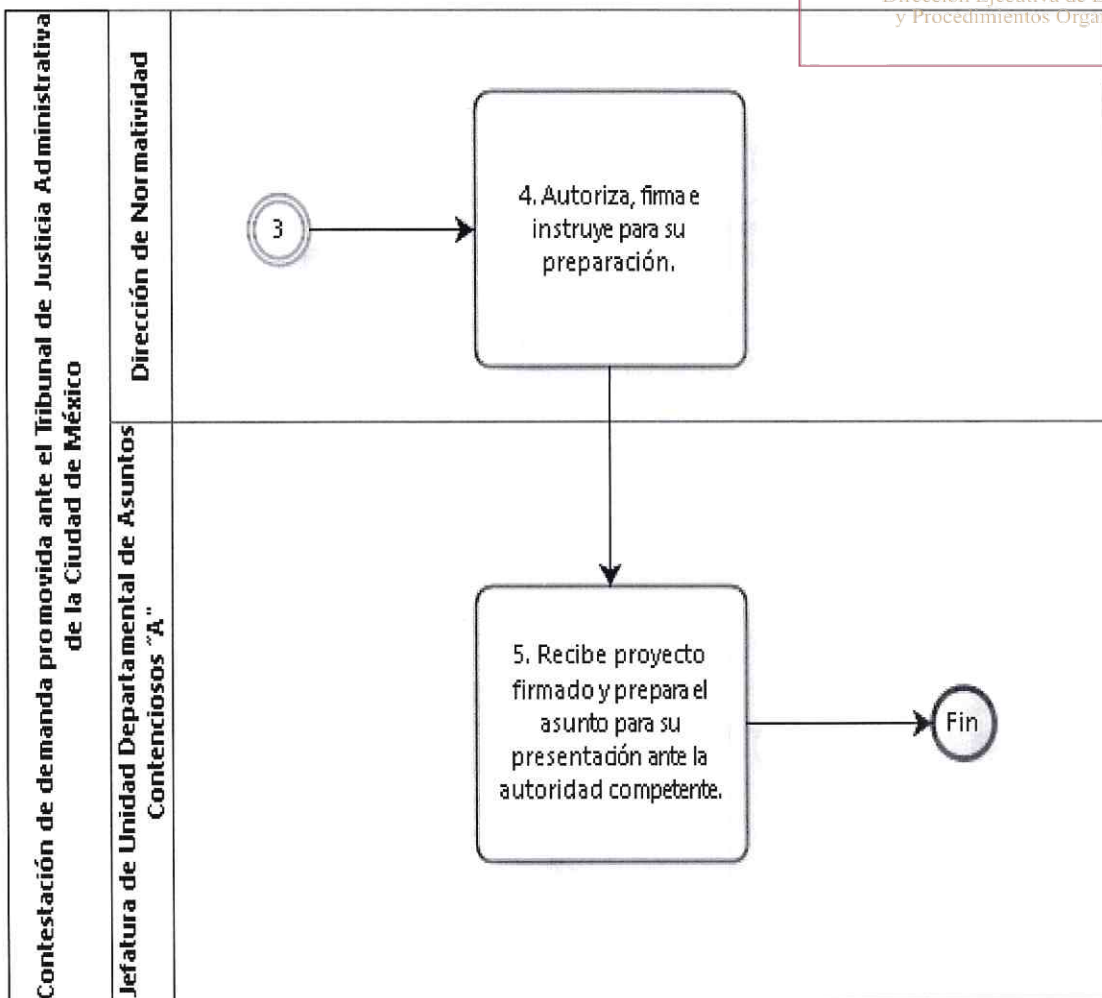 y Procedimientos
Contestación de demanda promovida ante el Tribunal de Justicia Administrativa
de la Ciudad de México
Dirección de Normatividad
3
4. Autoriza, firma e
instruye para su
preparación.
Jefatura de Unidad Departamental de Asuntos
Contenciosos "A"
5. Recibe proyecto
firmado y prepara el
asunto para su
presentación ante la
autoridad competente.
Fin